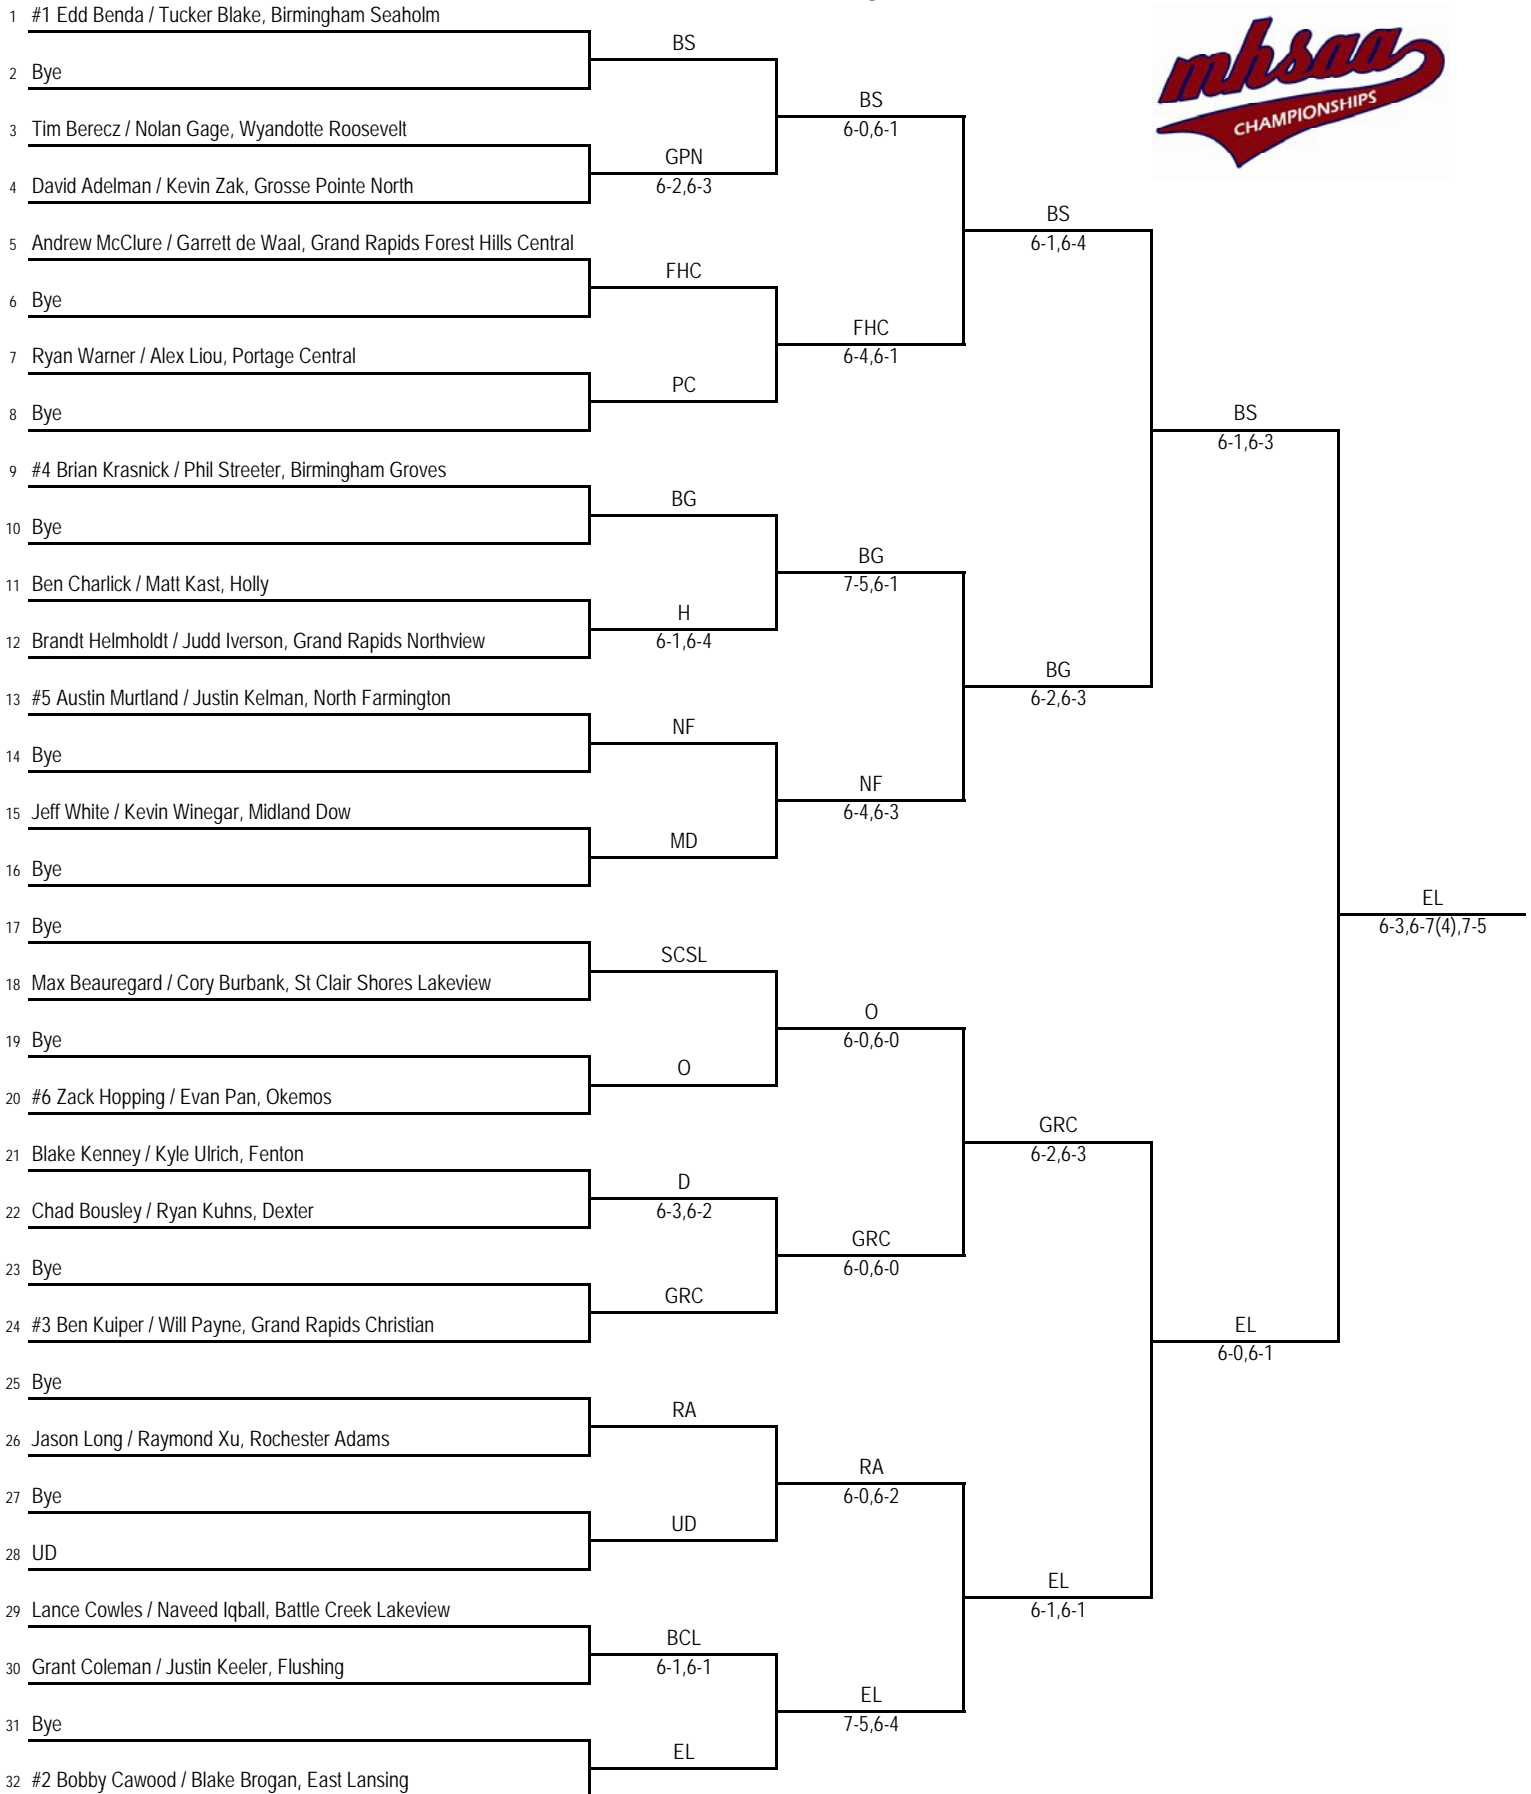 1 #1 Edd Benda / Tucker Blake, Birmingham Seaholm
BS
2 Bye
BS
6-0,6-1
3 Tim Berecz / Nolan Gage, Wyandotte Roosevelt
GPN
6-2,6-3
4 David Adelman / Kevin Zak, Grosse Pointe North
mhsaa
CHAMPIONSHIPS
BS
6-1,6-4
5 Andrew McClure / Garrett de Waal, Grand Rapids Forest Hills Central
FHC
6 Bye
FHC
6-4,6-1
7 Ryan Warner / Alex Liou, Portage Central
PC
8 Bye
BS
6-1,6-3
9 #4 Brian Krasnick / Phil Streeter, Birmingham Groves
BG
10 Bye
BG
7-5,6-1
11 Ben Charlick / Matt Kast, Holly
H
6-1,6-4
12 Brandt Helmholdt / Judd Iverson, Grand Rapids Northview
BG
6-2,6-3
13 #5 Austin Murtland / Justin Kelman, North Farmington
NF
14 Bye
NF
6-4,6-3
15 Jeff White / Kevin Winegar, Midland Dow
MD
16 Bye
EL
6-3,6-7(4),7-5
17 Bye
SCSL
18 Max Beauregard / Cory Burbank, St Clair Shores Lakeview
O
6-0,6-0
19 Bye
O
20 #6 Zack Hopping / Evan Pan, Okemos
GRC
6-2,6-3
21 Blake Kenney / Kyle Ulrich, Fenton
D
6-3,6-2
22 Chad Bousley / Ryan Kuhns, Dexter
GRC
6-0,6-0
23 Bye
GRC
24 #3 Ben Kuiper / Will Payne, Grand Rapids Christian
EL
6-0,6-1
25 Bye
RA
26 Jason Long / Raymond Xu, Rochester Adams
RA
6-0,6-2
27 Bye
UD
28 UD
EL
6-1,6-1
29 Lance Cowles / Naveed Iqball, Battle Creek Lakeview
BCL
6-1,6-1
30 Grant Coleman / Justin Keeler, Flushing
EL
7-5,6-4
31 Bye
EL
32 #2 Bobby Cawood / Blake Brogan, East Lansing